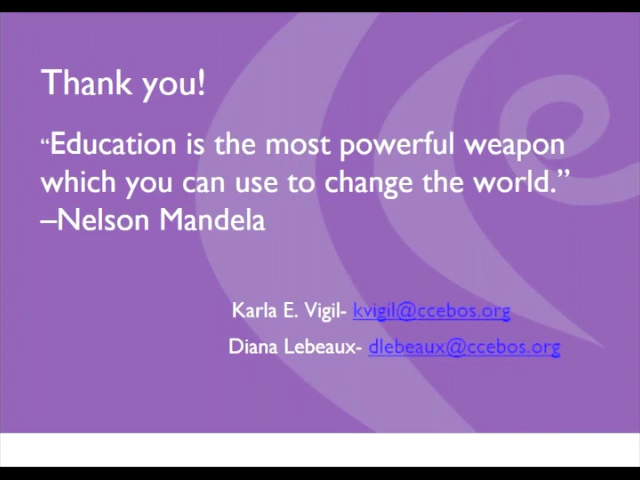 Thank you!
“Education is the most powerful weapon
which you can use to change the world.”
–Nelson Mandela
Karla E. Vigil- kvigil@ccebos.org
Diana Lebeaux- dlebeaux@ccebos.org